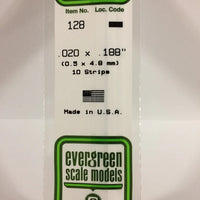 Item No. Loc. Code
128
.020 x .188"
(0.5 x 4.8 mm)
10 Strips
Made in U.S.A.
evergreen
scale models